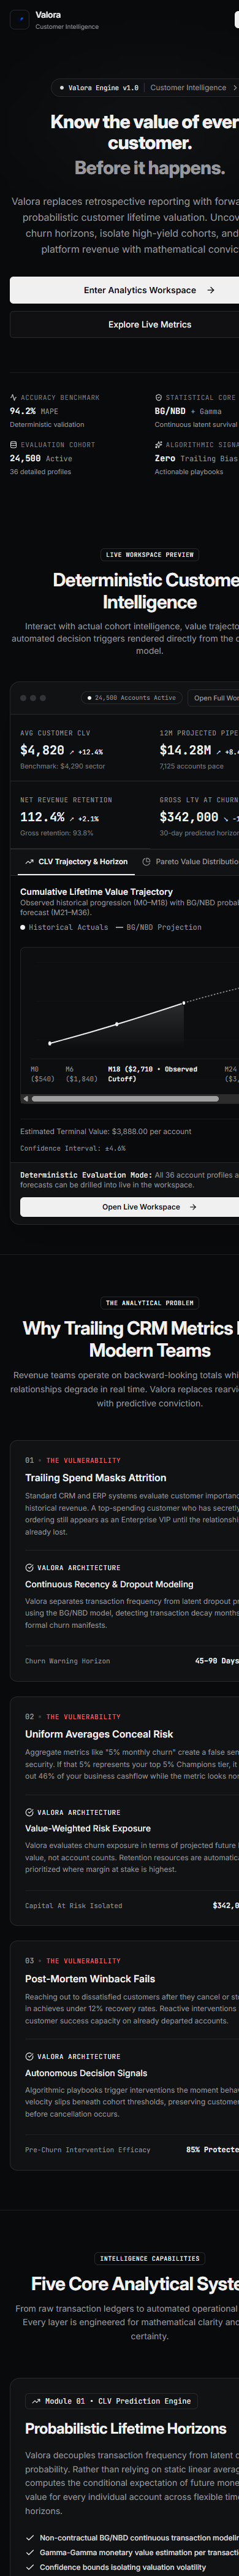 Valora
Customer Intelligence
Valora Engine v1.0 Customer Intelligence
Know the value of ever
customer.
Before it happens.
Valora replaces retrospective reporting with forwa
probabilistic customer lifetime valuation. Uncov
churn horizons, isolate high-yield cohorts, and
platform revenue with mathematical convic
Enter Analytics Workspace →
Explore Live Metrics
ACCURACY BENCHMARK
94.2% MAPE
Deterministic validation
STATISTICAL CORE
BG/NBD + Gamma
Continuous latent survival
EVALUATION COHORT
24,500 Active
36 detailed profiles
ALGORITHMIC SIGNA
Zero Trailing Bias
Actionable playbooks
LIVE WORKSPACE PREVIEW
Deterministic Custome
Intelligence
Interact with actual cohort intelligence, value trajecto
automated decision triggers rendered directly from the c
model.
24,500 Accounts Active
Open Full Wor
AVG CUSTOMER CLV
$4,820 ↗ +12.4%
Benchmark: $4,290 sector
12M PROJECTED PIPE
$14.28M ↗ +8.
7,125 accounts pace
NET REVENUE RETENTION
112.4% ↗ +2.1%
Gross retention: 93.8%
GROSS LTV AT CHURN
$342,000 ↘ -1
30-day predicted horizon
CLV Trajectory & Horizon
Pareto Value Distributio
Cumulative Lifetime Value Trajectory
Observed historical progression (M0–M18) with BG/NBD proba
forecast (M21–M36).
Historical Actuals BG/NBD Projection
M0
($540)
M6
($1,840)
M18 ($2,710 • Observed
Cutoff)
M24
($3,
Estimated Terminal Value: $3,888.00 per account
Confidence Interval: ±4.6%
Deterministic Evaluation Mode: All 36 account profiles a
forecasts can be drilled into live in the workspace.
Open Live Workspace →
THE ANALYTICAL PROBLEM
Why Trailing CRM Metrics
Modern Teams
Revenue teams operate on backward-looking totals whi
relationships degrade in real time. Valora replaces rearvi
with predictive conviction.
01 • THE VULNERABILITY
Trailing Spend Masks Attrition
Standard CRM and ERP systems evaluate customer importanc
historical revenue. A top-spending customer who has secretly
ordering still appears as an Enterprise VIP until the relationshi
already lost.
VALORA ARCHITECTURE
Continuous Recency & Dropout Modeling
Valora separates transaction frequency from latent dropout pr
using the BG/NBD model, detecting transaction decay months
formal churn manifests.
Churn Warning Horizon 45–90 Days
02 • THE VULNERABILITY
Uniform Averages Conceal Risk
Aggregate metrics like "5% monthly churn" create a false sen
security. If that 5% represents your top 5% Champions tier, it
out 46% of your business cashflow while the metric looks nor
VALORA ARCHITECTURE
Value-Weighted Risk Exposure
Valora evaluates churn exposure in terms of projected future
value, not account counts. Retention resources are automatica
prioritized where margin at stake is highest.
Capital At Risk Isolated $342,0
03 • THE VULNERABILITY
Post-Mortem Winback Fails
Reaching out to dissatisfied customers after they cancel or sto
in achieves under 12% recovery rates. Reactive interventions
customer success capacity on already departed accounts.
VALORA ARCHITECTURE
Autonomous Decision Signals
Algorithmic playbooks trigger interventions the moment behav
velocity slips beneath cohort thresholds, preserving customer
before cancellation occurs.
Pre-Churn Intervention Efficacy 85% Protecte
INTELLIGENCE CAPABILITIES
Five Core Analytical Syst
From raw transaction ledgers to automated operational
Every layer is engineered for mathematical clarity and
certainty.
Module 01 • CLV Prediction Engine
Probabilistic Lifetime Horizons
Valora decouples transaction frequency from latent c
probability. Rather than relying on static linear averag
computes the conditional expectation of future mone
value for every individual account across flexible tim
horizons.
Non-contractual BG/NBD continuous transaction modelin
Gamma-Gamma monetary value estimation per transacti
Confidence bounds isolating valuation volatility